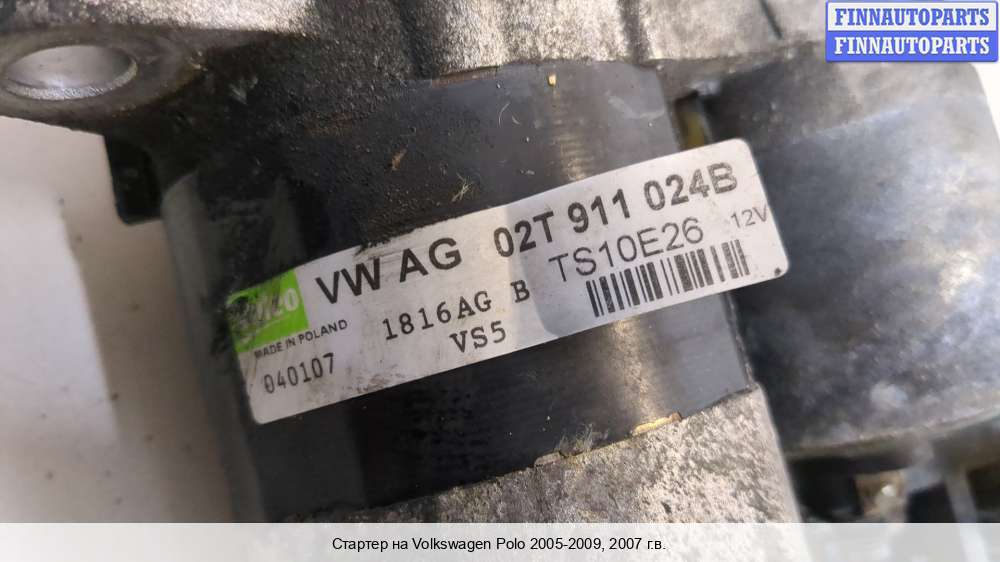 FINNAUTOPARTS
FINNAUTOPARTS
VW AG 02T 911 024B
TS10E26 12V
Valeo
MADE IN POLAND
1816AG B
040107
VS5
Стартер на Volkswagen Polo 2005-2009, 2007 г.в.